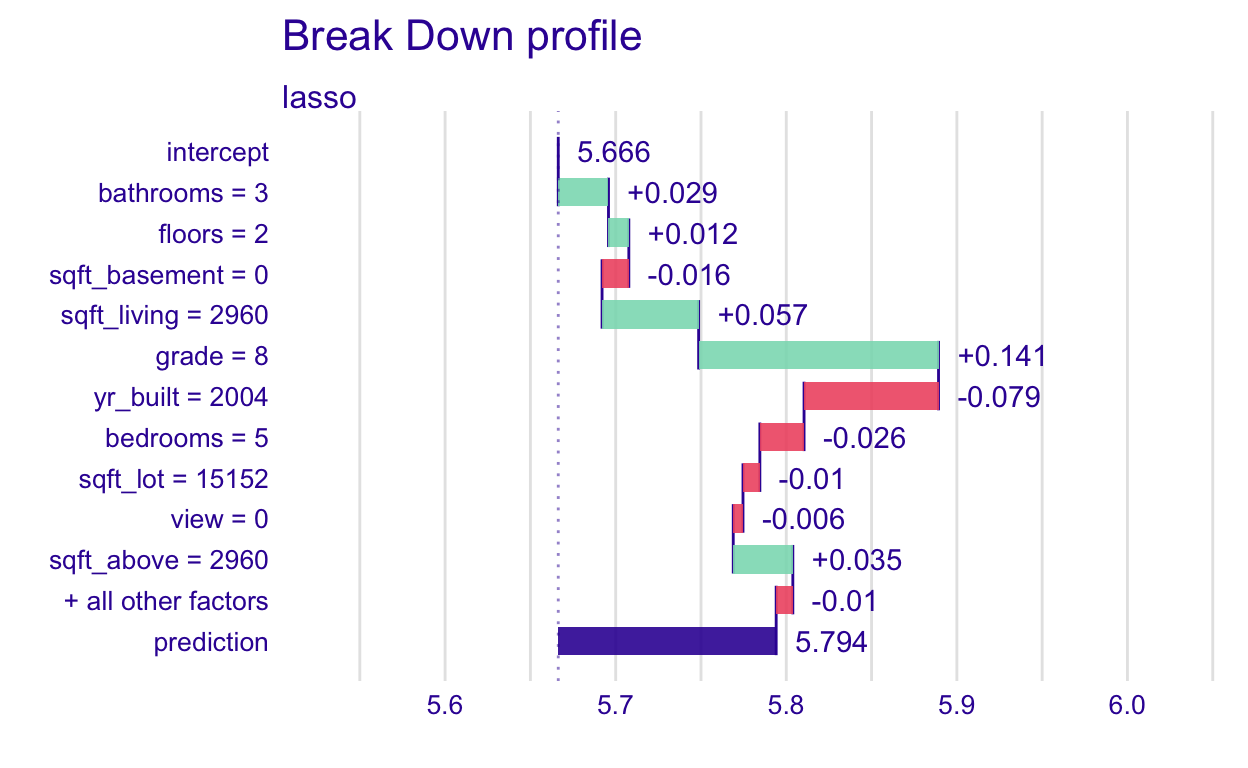 Break Down profile
lasso
intercept 5.666
bathrooms = 3 +0.029
floors = 2 +0.012
sqft_basement = 0 -0.016
sqft_living = 2960 +0.057
grade = 8 +0.141
yr_built = 2004 -0.079
bedrooms = 5 -0.026
sqft_lot = 15152 -0.01
view = 0 -0.006
sqft_above = 2960 +0.035
+ all other factors -0.01
prediction 5.794
5.6 5.7 5.8 5.9 6.0